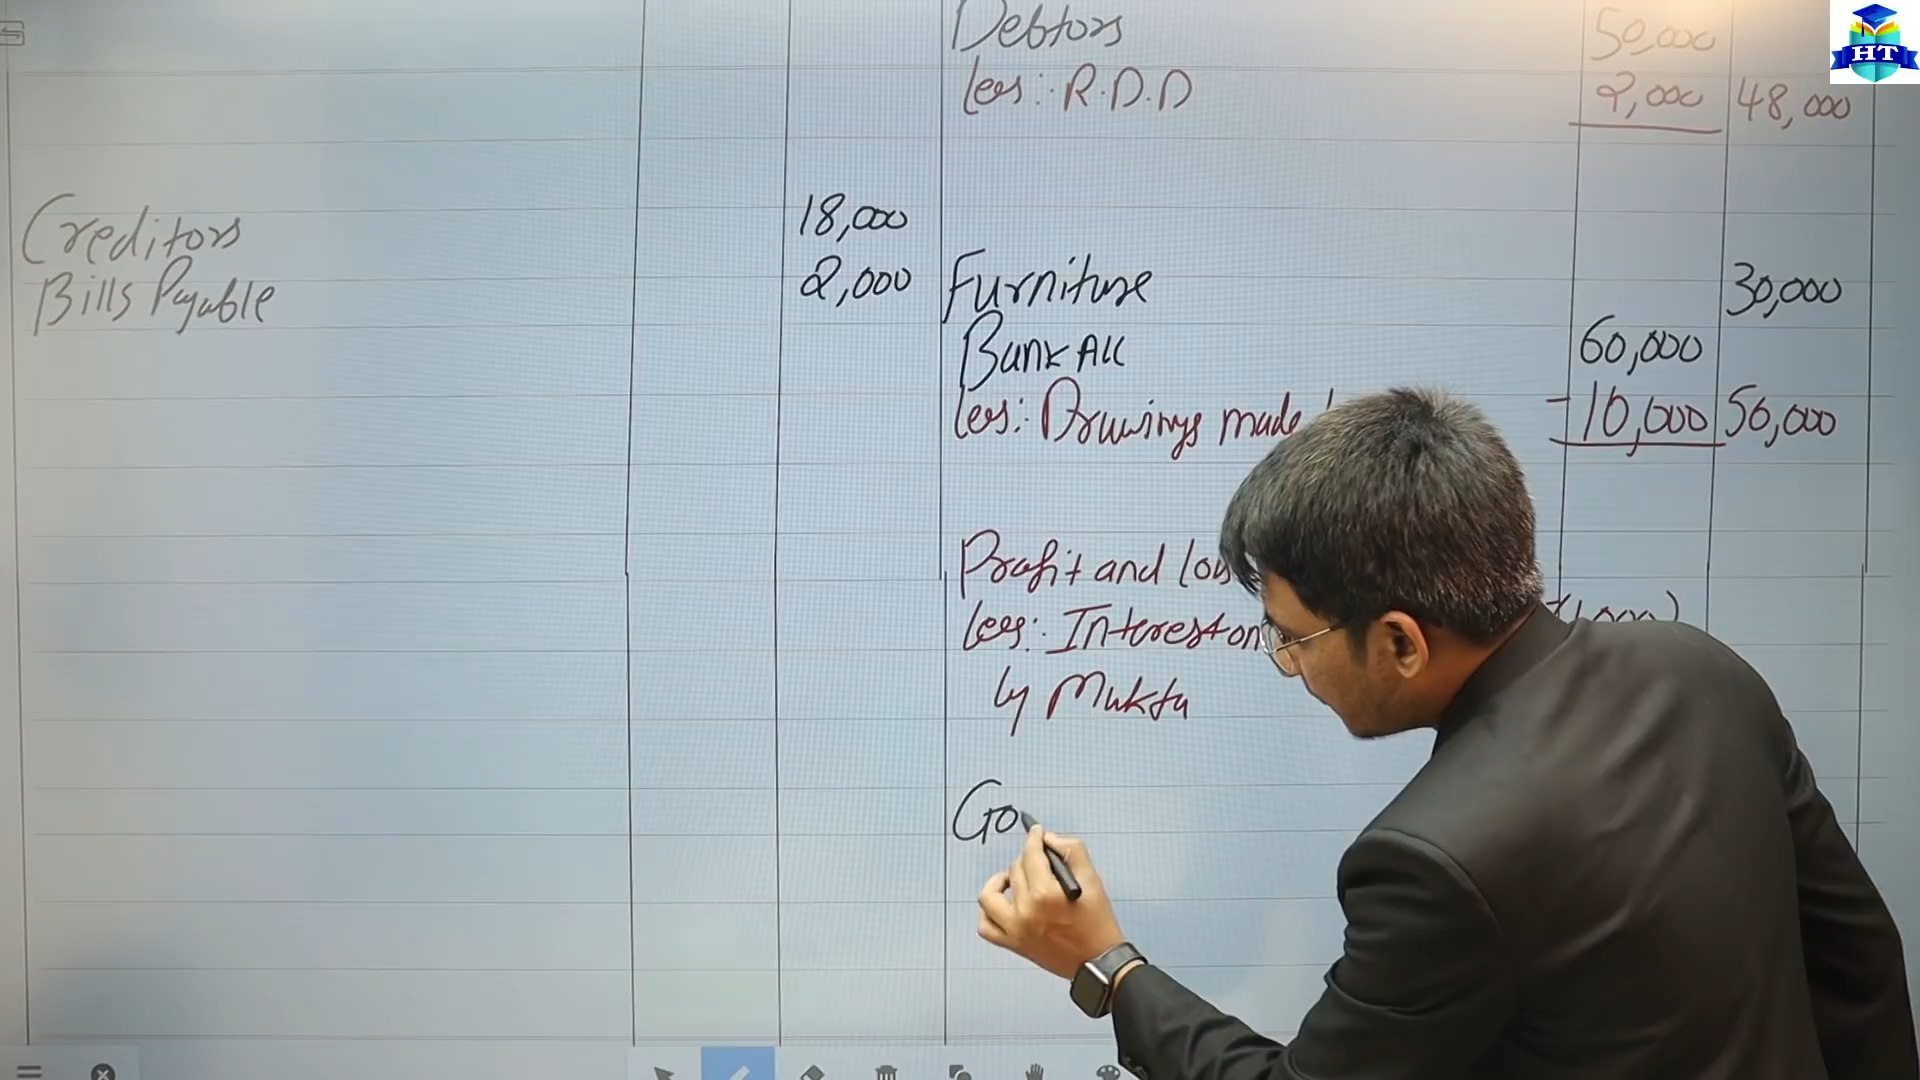 Debtors 50,000
less: R.D.D 2,000 48,000
Creditors 18,000
Bills Payable 2,000
Furniture 30,000
Bank A/c 60,000
less: Drawings made -10,000 50,000
Profit and loss
less: Interest on
by Mukta
Go
HT